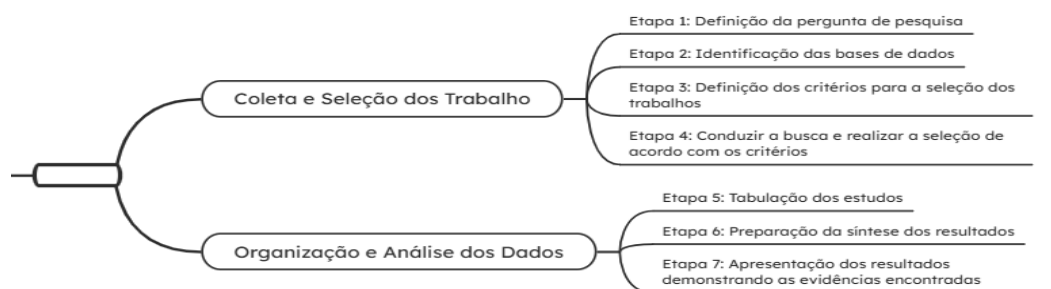 Etapa 1: Definição da pergunta de pesquisa
Etapa 2: Identificação das bases de dados
Coleta e Seleção dos Trabalho
Etapa 3: Definição dos critérios para a seleção dos
trabalhos
Etapa 4: Conduzir a busca e realizar a seleção de
acordo com os critérios
Etapa 5: Tabulação dos estudos
Etapa 6: Preparação da síntese dos resultados
Organização e Análise dos Dados
Etapa 7: Apresentação dos resultados
demonstrando as evidências encontradas